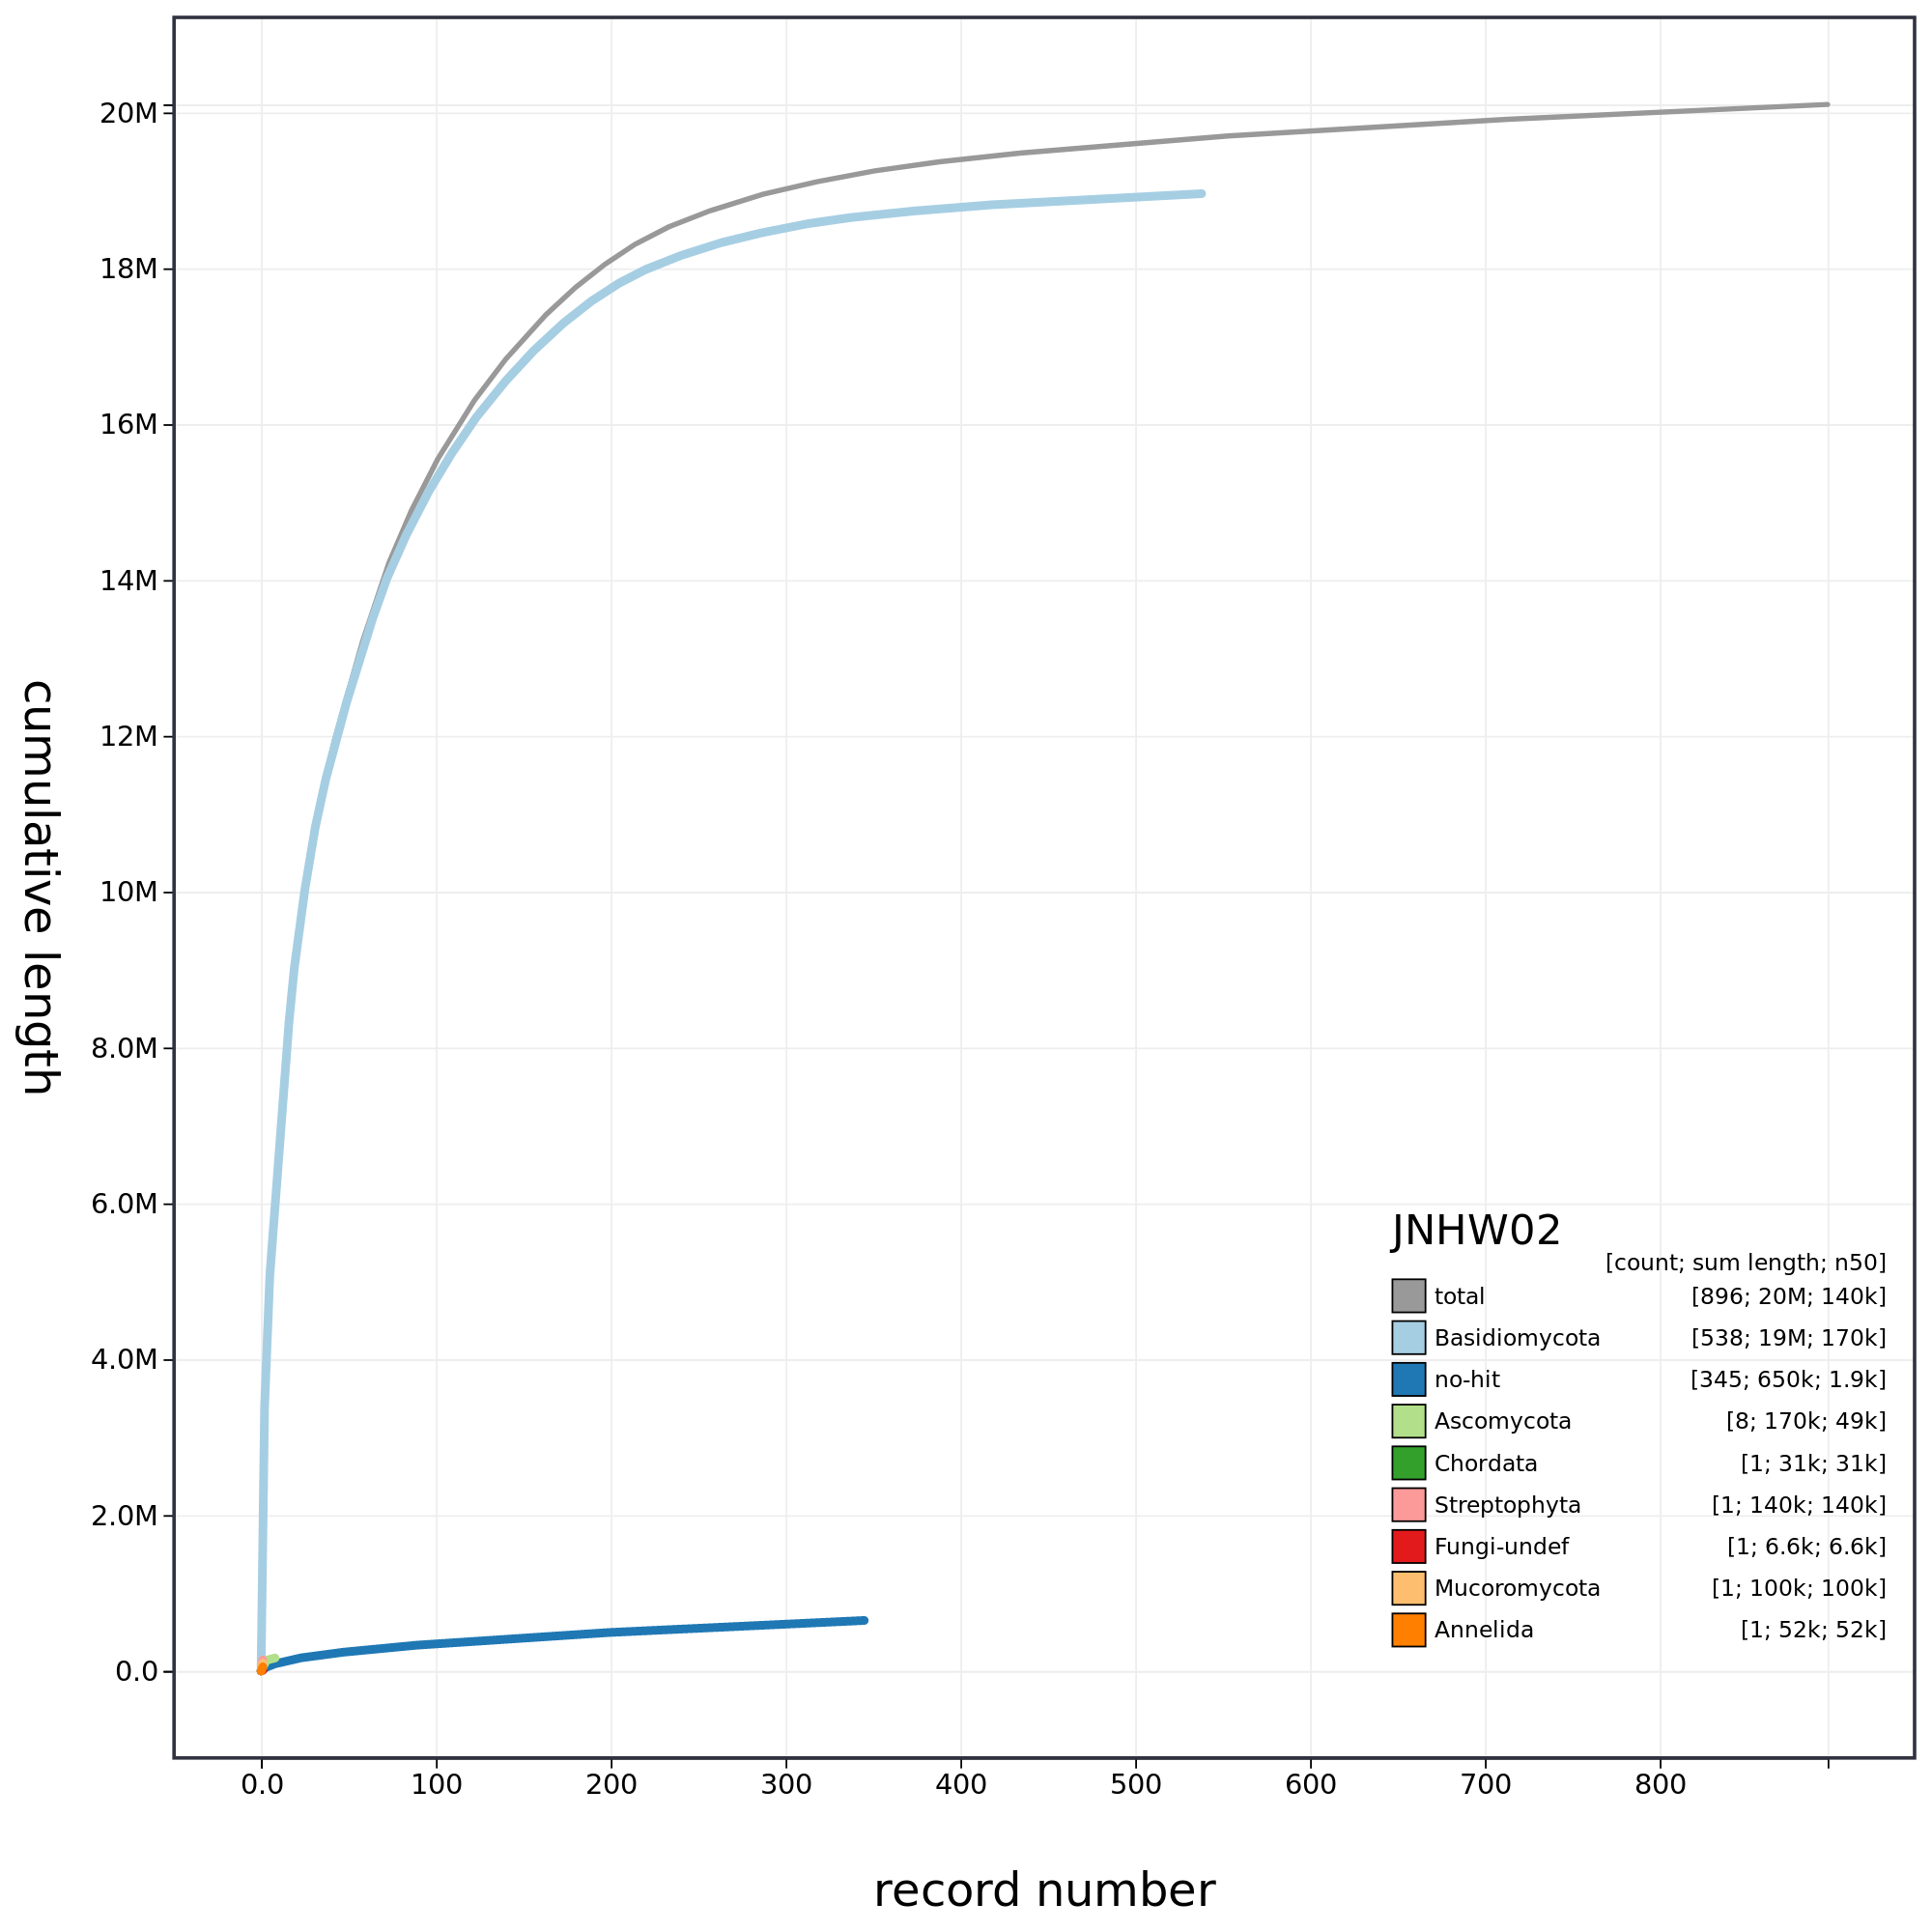 20M
18M
16M
14M
12M
10M
8.0M
6.0M
4.0M
2.0M
0.0
cumulative length
JNHW02
[count; sum length; n50]
total [896; 20M; 140k]
Basidiomycota [538; 19M; 170k]
no-hit [345; 650k; 1.9k]
Ascomycota [8; 170k; 49k]
Chordata [1; 31k; 31k]
Streptophyta [1; 140k; 140k]
Fungi-undef [1; 6.6k; 6.6k]
Mucoromycota [1; 100k; 100k]
Annelida [1; 52k; 52k]
0.0 100 200 300 400 500 600 700 800
record number